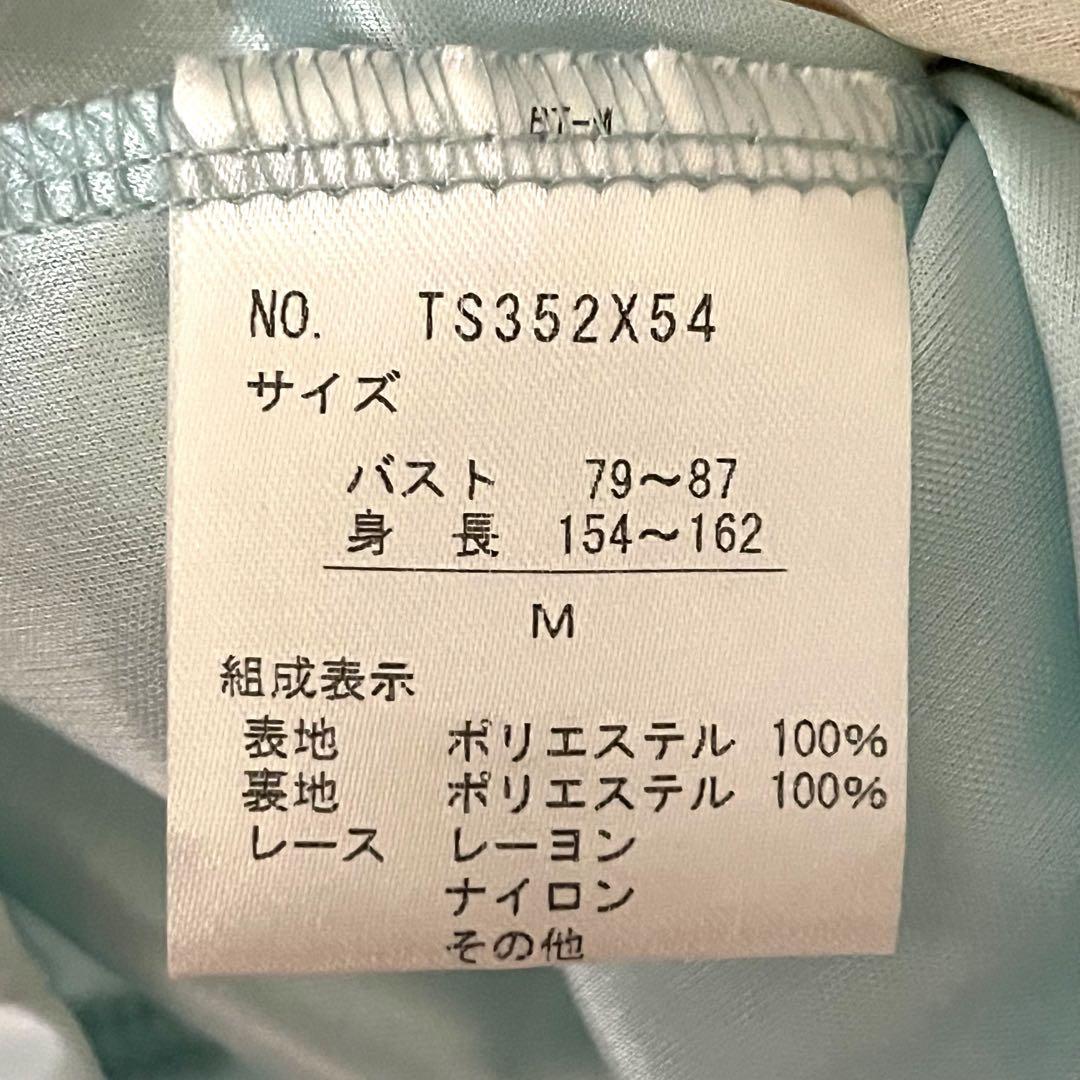 BT-M
NO. TS352X54
サイズ
バスト 79～87
身 長 154～162
M
組成表示
表地 ポリエステル 100%
裏地 ポリエステル 100%
レース レーヨン
ナイロン
その他